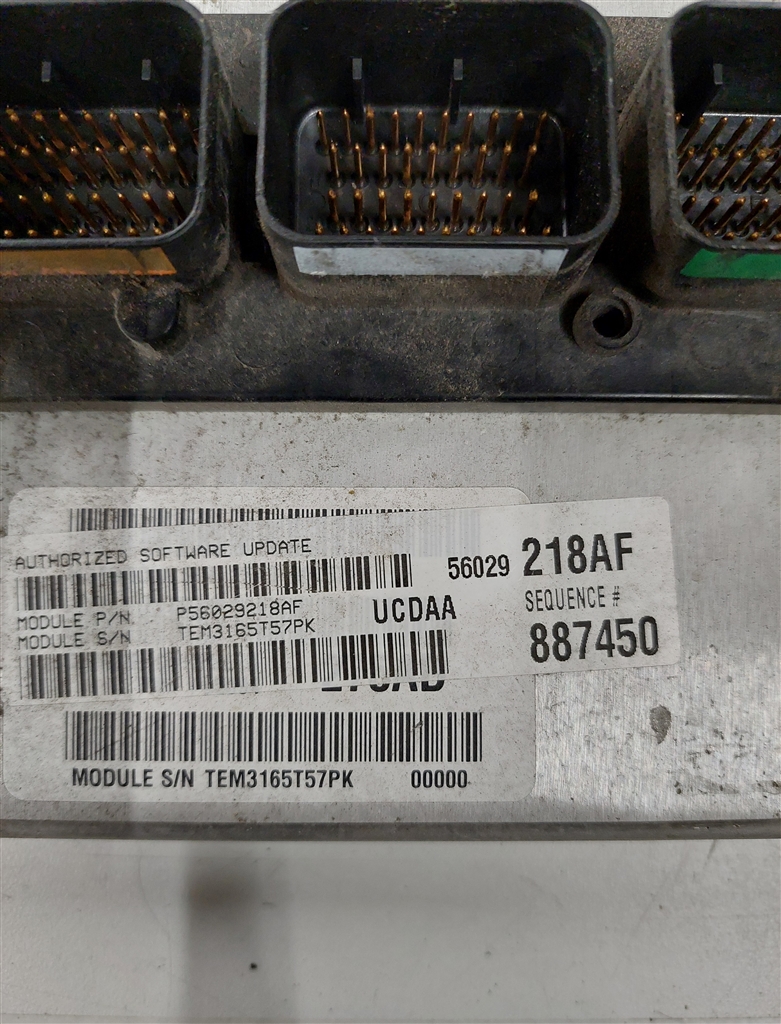 AUTHORIZED SOFTWARE UPDATE
56029 218AF
MODULE P/N P56029218AF
MODULE S/N TEM3165T57PK
UCDAA
SEQUENCE #
887450
MODULE S/N TEM3165T57PK 00000